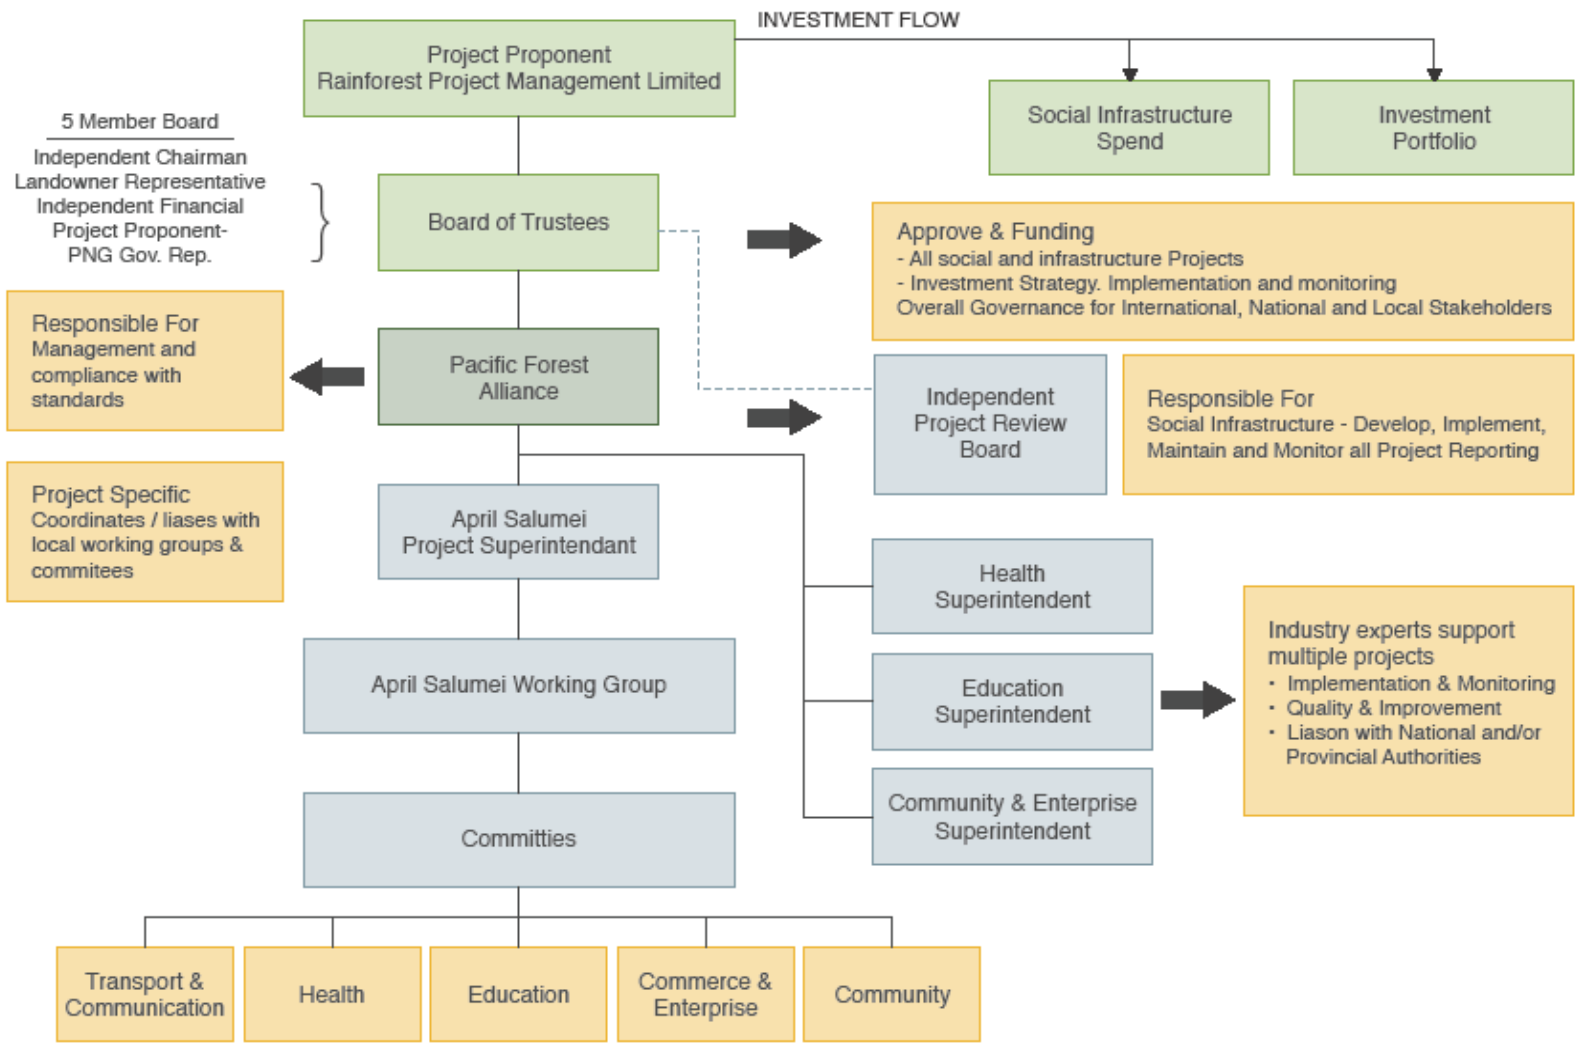 INVESTMENT FLOW
Project Proponent
Rainforest Project Management Limited
Social Infrastructure
Spend
Investment
Portfolio
5 Member Board
Independent Chairman
Landowner Representative
Independent Financial
Project Proponent-
PNG Gov. Rep.
Board of Trustees
Approve & Funding
- All social and infrastructure Projects
- Investment Strategy. Implementation and monitoring
Overall Governance for International, National and Local Stakeholders
Responsible For
Management and
compliance with
standards
Pacific Forest
Alliance
Independent
Project Review
Board
Responsible For
Social Infrastructure - Develop, Implement,
Maintain and Monitor all Project Reporting
Project Specific
Coordinates / liases with
local working groups &
commitees
April Salumei
Project Superintendant
Health
Superintendent
Education
Superintendent
Community & Enterprise
Superintendent
Industry experts support
multiple projects
• Implementation & Monitoring
• Quality & Improvement
• Liason with National and/or
Provincial Authorities
April Salumei Working Group
Committies
Transport &
Communication
Health
Education
Commerce &
Enterprise
Community